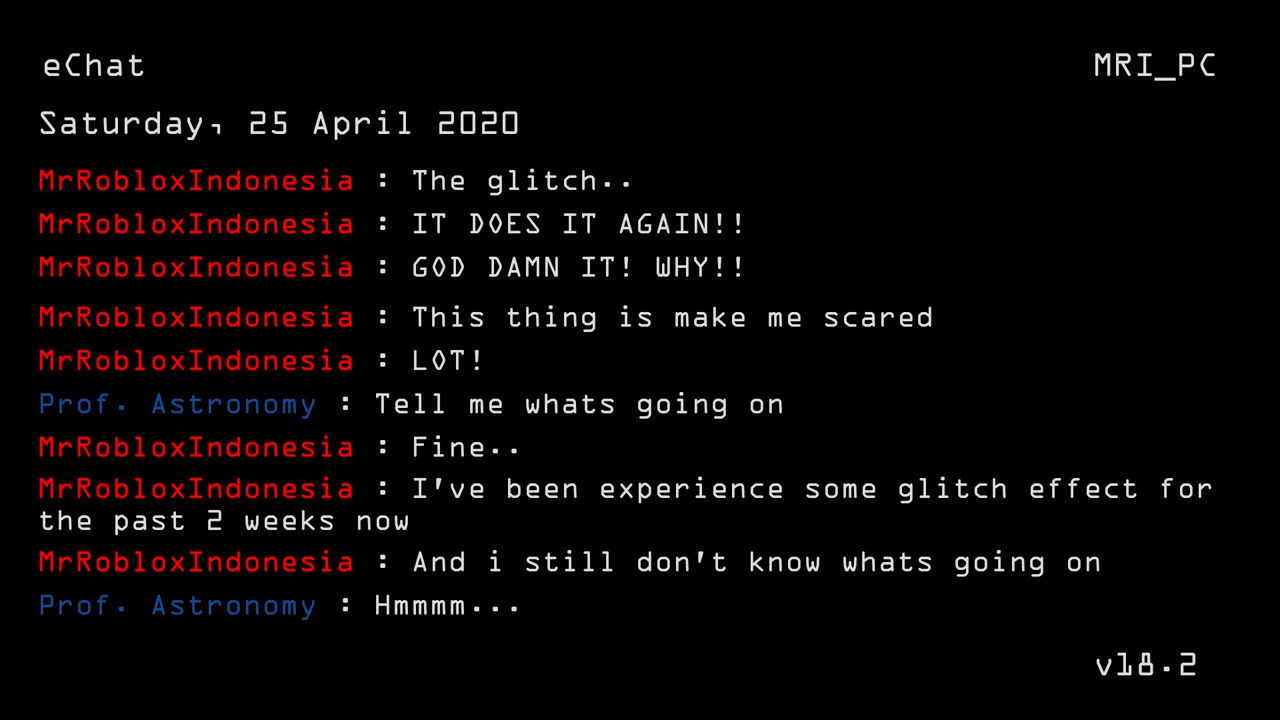 eChat
MRI_PC
Saturday, 25 April 2020
MrRobloxIndonesia : The glitch..
MrRobloxIndonesia : IT DOES IT AGAIN!!
MrRobloxIndonesia : GOD DAMN IT! WHY!!
MrRobloxIndonesia : This thing is make me scared
MrRobloxIndonesia : LOT!
Prof. Astronomy : Tell me whats going on
MrRobloxIndonesia : Fine..
MrRobloxIndonesia : I've been experience some glitch effect for
the past 2 weeks now
MrRobloxIndonesia : And i still don't know whats going on
Prof. Astronomy : Hmmmm...
v18.2